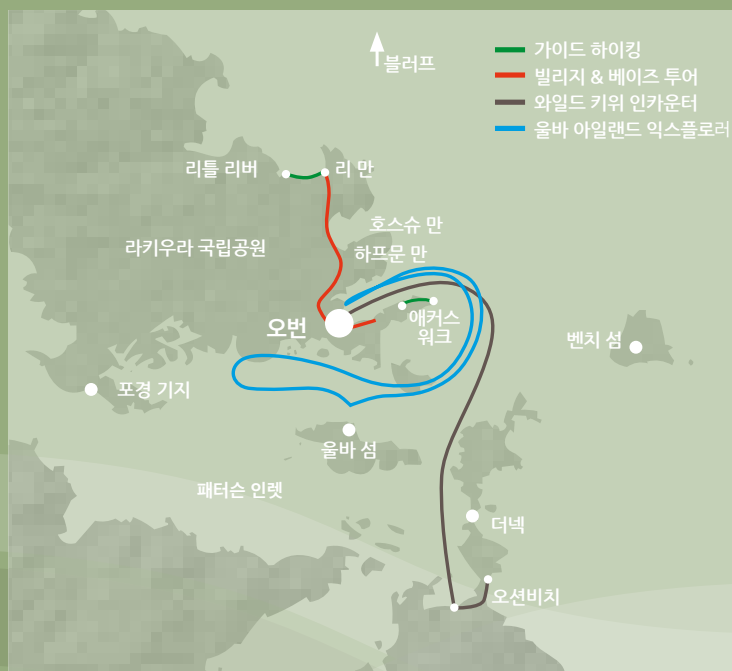 블러프
가이드 하이킹
빌리지 & 베이즈 투어
와일드 키위 인카운터
울바 아일랜드 익스플로러
리틀 리버
리 만
호스슈 만
라키우라 국립공원
하프문 만
오번
애커스
워크
벤치 섬
포경 기지
울바 섬
패터슨 인렛
더넥
오션비치